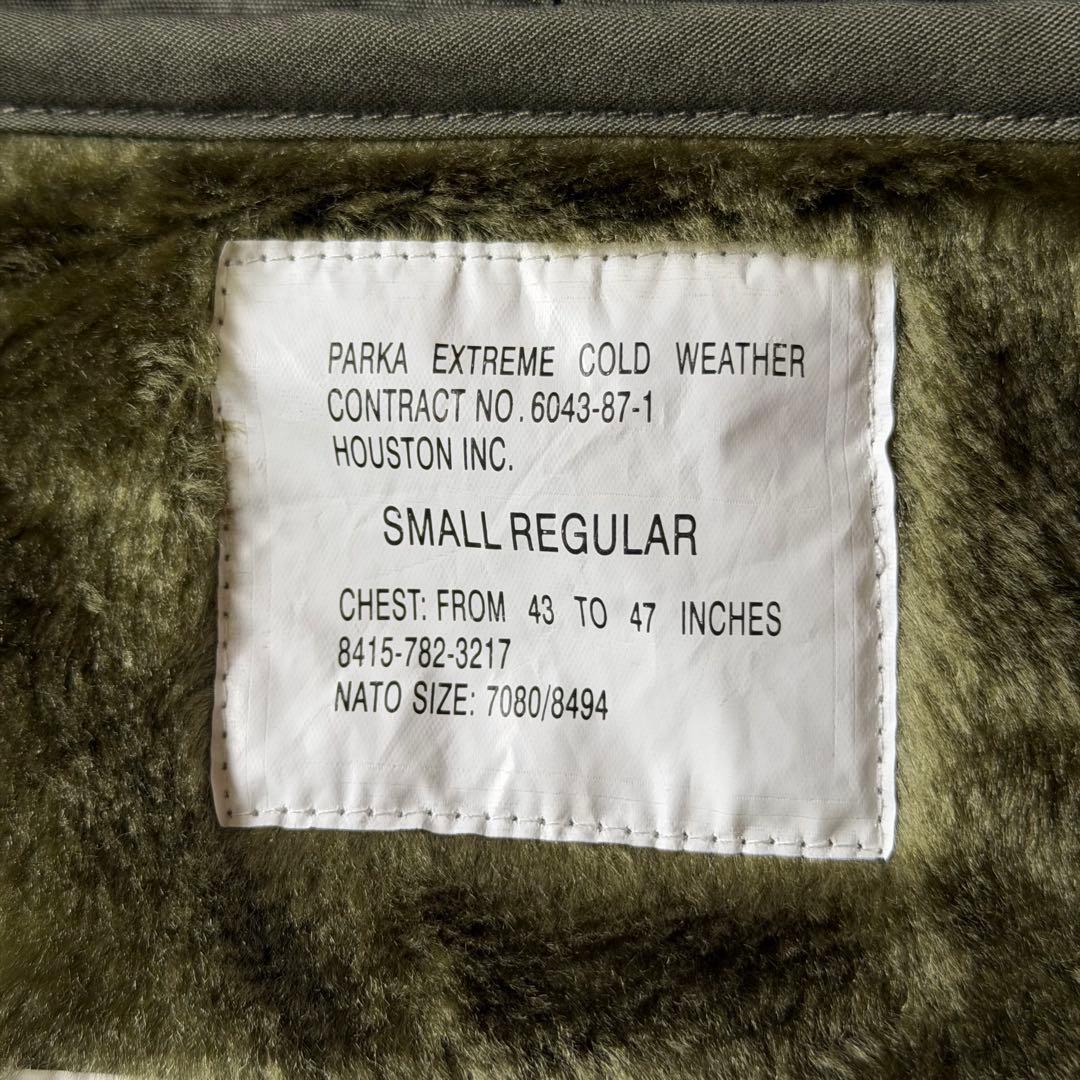 PARKA EXTREME COLD WEATHER
CONTRACT NO. 6043-87-1
HOUSTON INC.
SMALL REGULAR
CHEST: FROM 43 TO 47 INCHES
8415-782-3217
NATO SIZE: 7080/8494